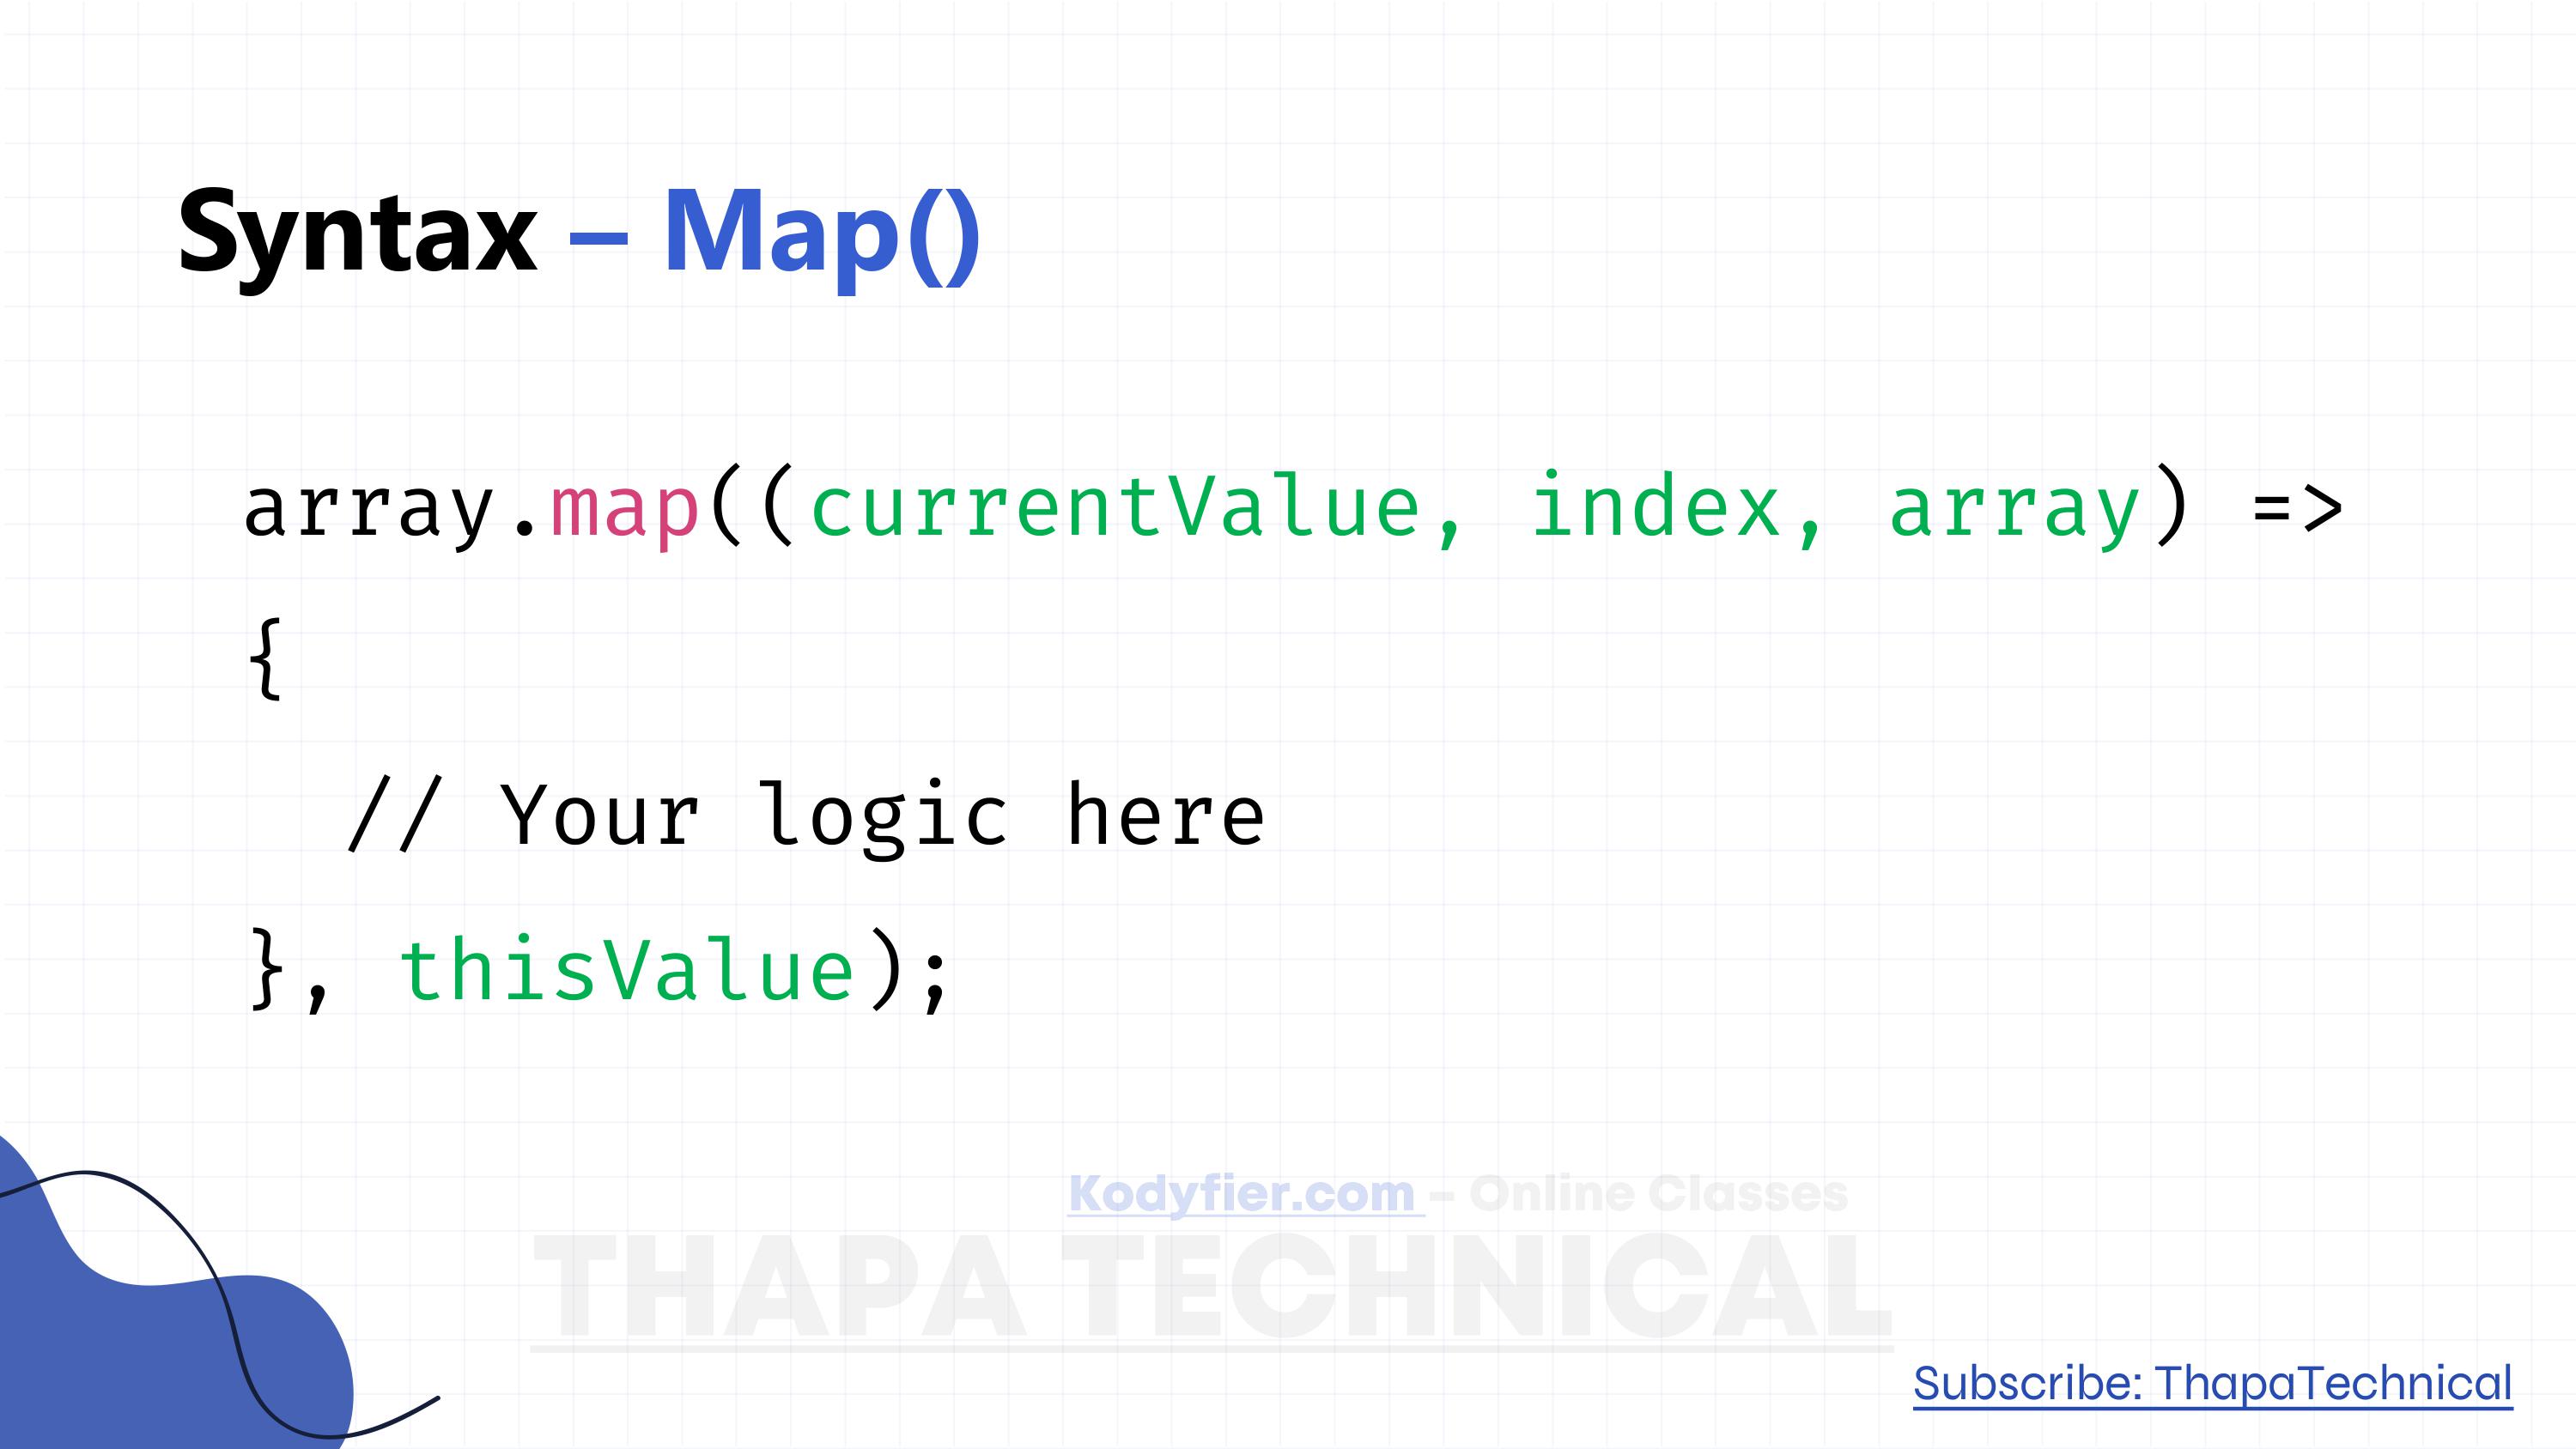 Syntax – Map()
array.map((currentValue, index, array) =>
{
// Your logic here
}, thisValue);
Kodyfier.com – Online Classes
THAPA TECHNICAL
Subscribe: ThapaTechnical